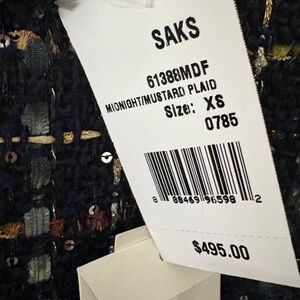 SAKS
61388MDF
MIDNIGHT/MUSTARD PLAID
Size: XS
0785
8 88469 96598 2
$495.00